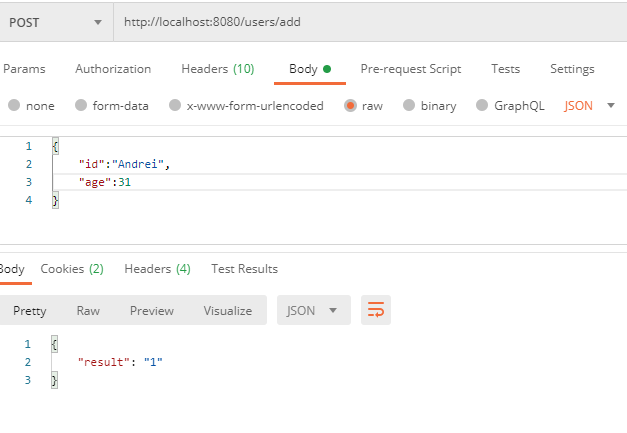 POST http://localhost:8080/users/add
Params Authorization Headers (10) Body Pre-request Script Tests Settings
none form-data x-www-form-urlencoded raw binary GraphQL JSON
1 {
2 "id":"Andrei",
3 "age":31
4 }
Body Cookies (2) Headers (4) Test Results
Pretty Raw Preview Visualize JSON
1 {
2 "result": "1"
3 }